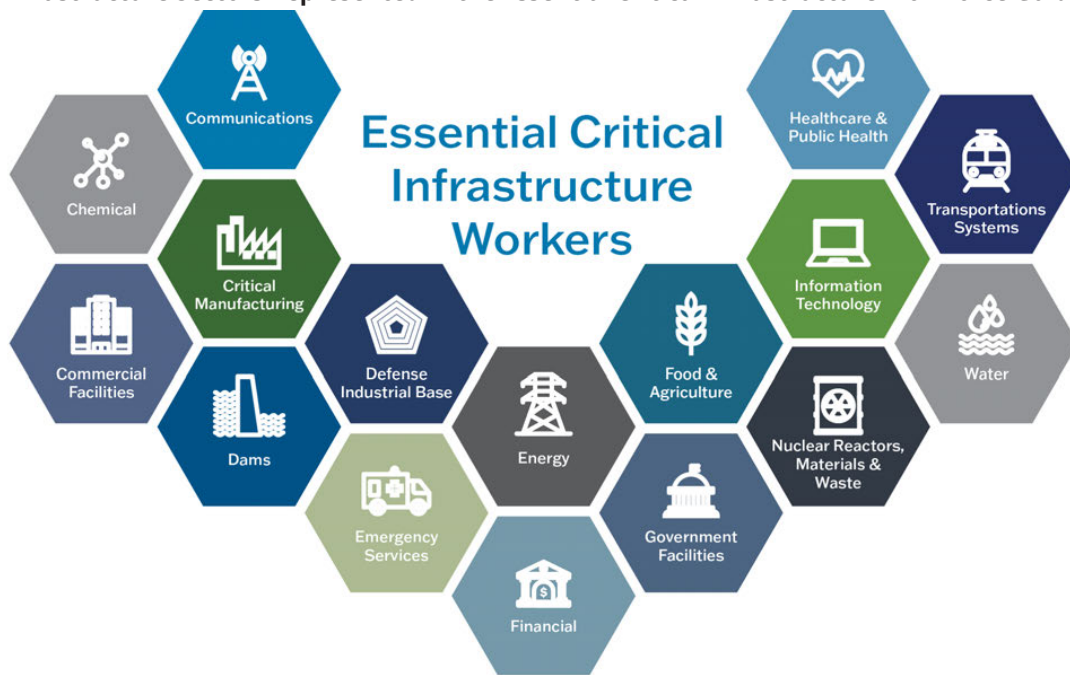 Essential Critical
Infrastructure
Workers
Communications
Healthcare &
Public Health
Chemical
Transportations
Systems
Critical
Manufacturing
Information
Technology
Commercial
Facilities
Defense
Industrial Base
Food &
Agriculture
Water
Dams
Energy
Nuclear Reactors,
Materials &
Waste
Emergency
Services
Government
Facilities
$
Financial